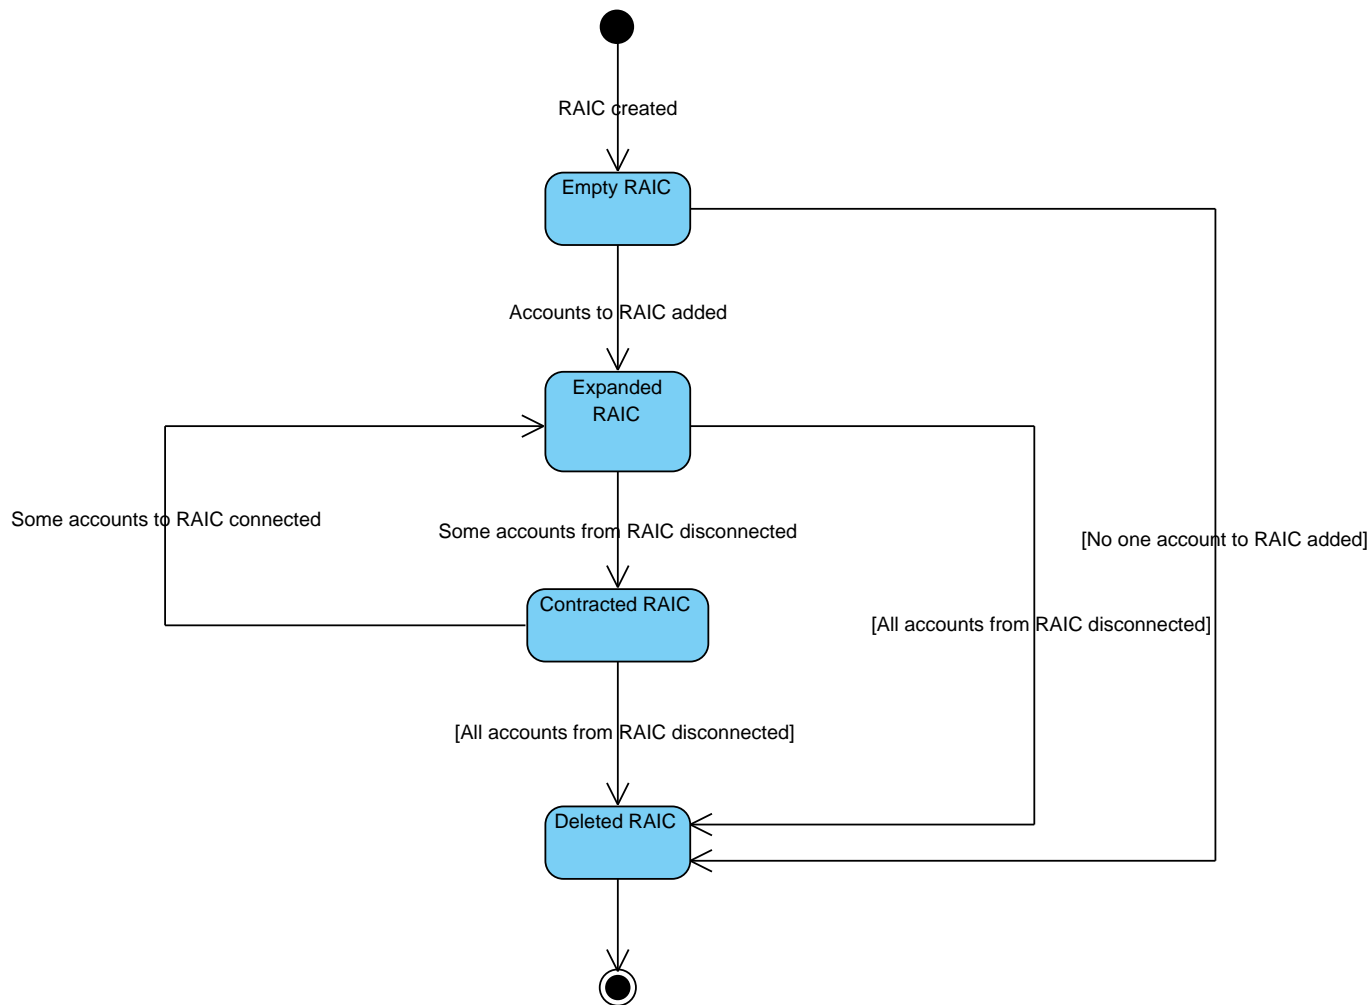 RAIC created
Empty RAIC
Accounts to RAIC added
Expanded
RAIC
Some accounts to RAIC connected
Some accounts from RAIC disconnected
[No one account to RAIC added]
Contracted RAIC
[All accounts from RAIC disconnected]
[All accounts from RAIC disconnected]
Deleted RAIC